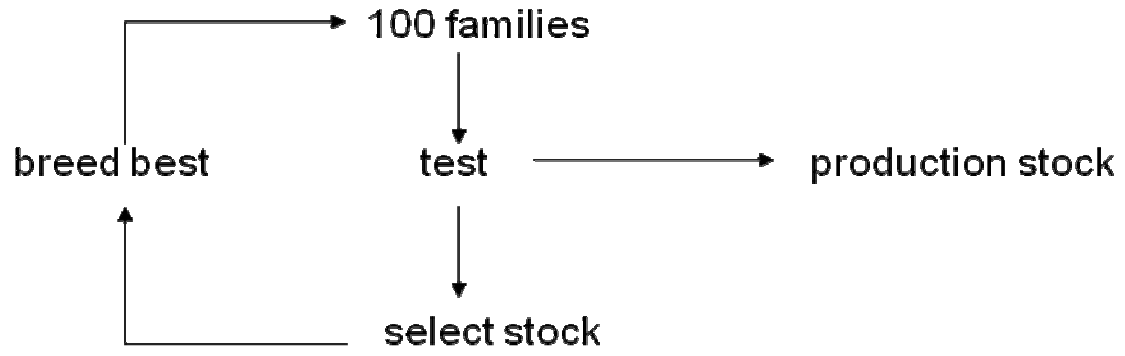 100 families
breed best
test
production stock
select stock